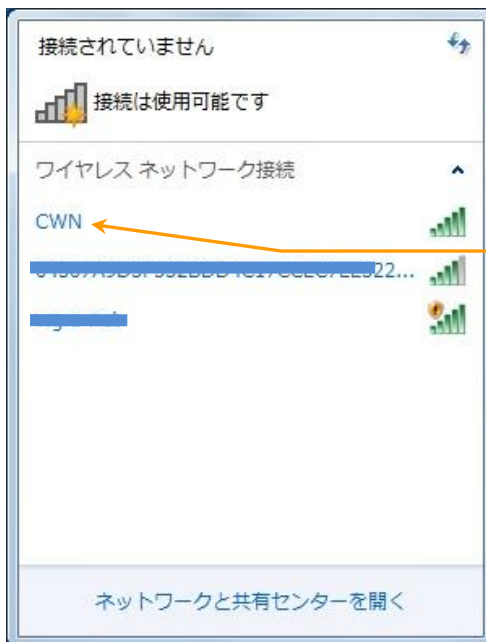 接続されていません
接続は使用可能です
ワイヤレス ネットワーク接続
CWN
22...
ネットワークと共有センターを開く